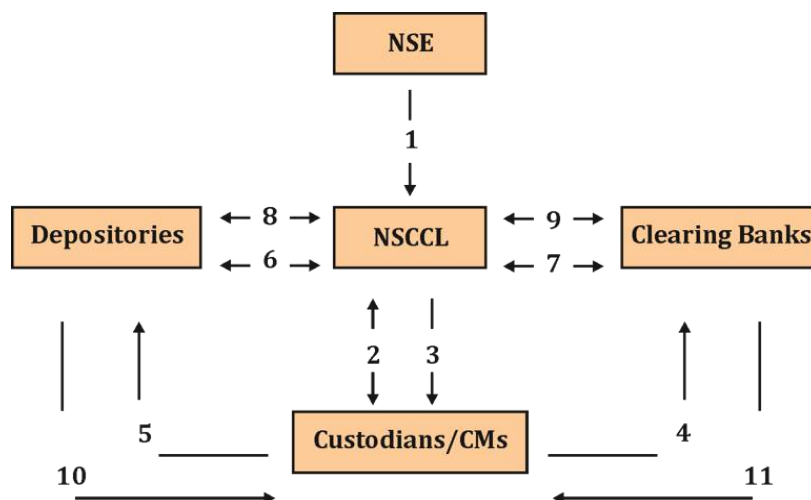 NSE
1
Depositories
8
NSCCL
9
Clearing Banks
6
7
2
3
5
Custodians/CMs
4
10
11